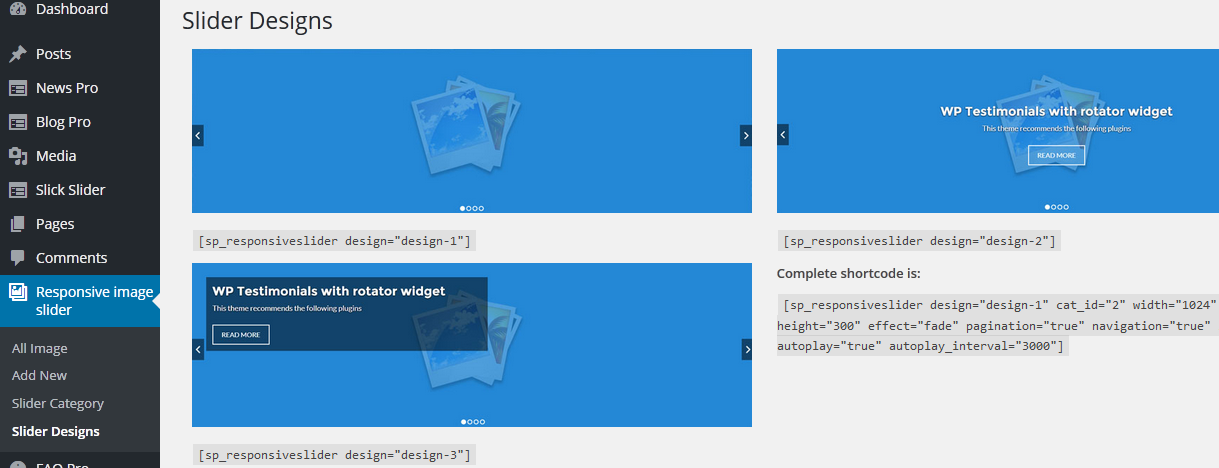 Dashboard
Posts
News Pro
Blog Pro
Media
Slick Slider
Pages
Comments
Responsive image
slider
All Image
Add New
Slider Category
Slider Designs
FAQ Pro
Slider Designs
[sp_responsiveslider design="design-1"]
WP Testimonials with rotator widget
This theme recommends the following plugins
READ MORE
[sp_responsiveslider design="design-2"]
WP Testimonials with rotator widget
This theme recommends the following plugins
READ MORE
[sp_responsiveslider design="design-3"]
Complete shortcode is:
[sp_responsiveslider design="design-1" cat_id="2" width="1024"
height="300" effect="fade" pagination="true" navigation="true"
autoplay="true" autoplay_interval="3000"]